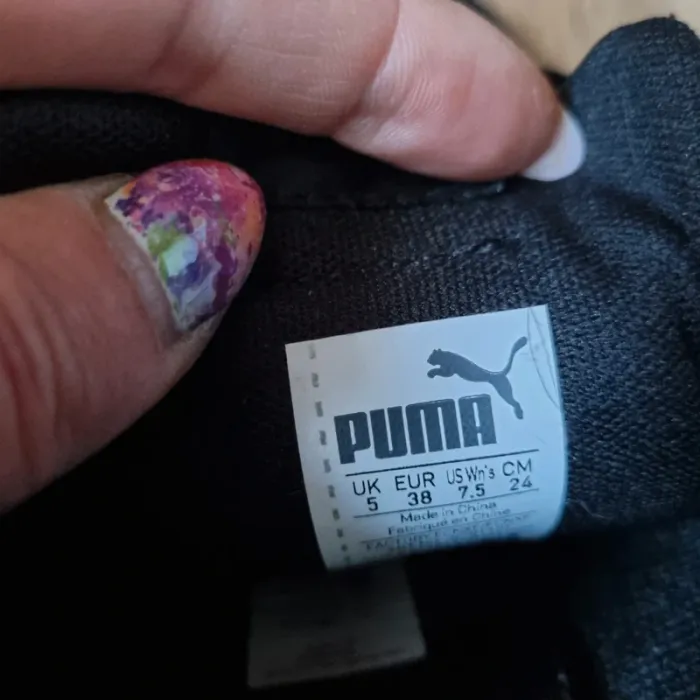 PUMA
UK EUR US Wn's CM
5 38 7.5 24
Made in China
Fabriqué en Chine